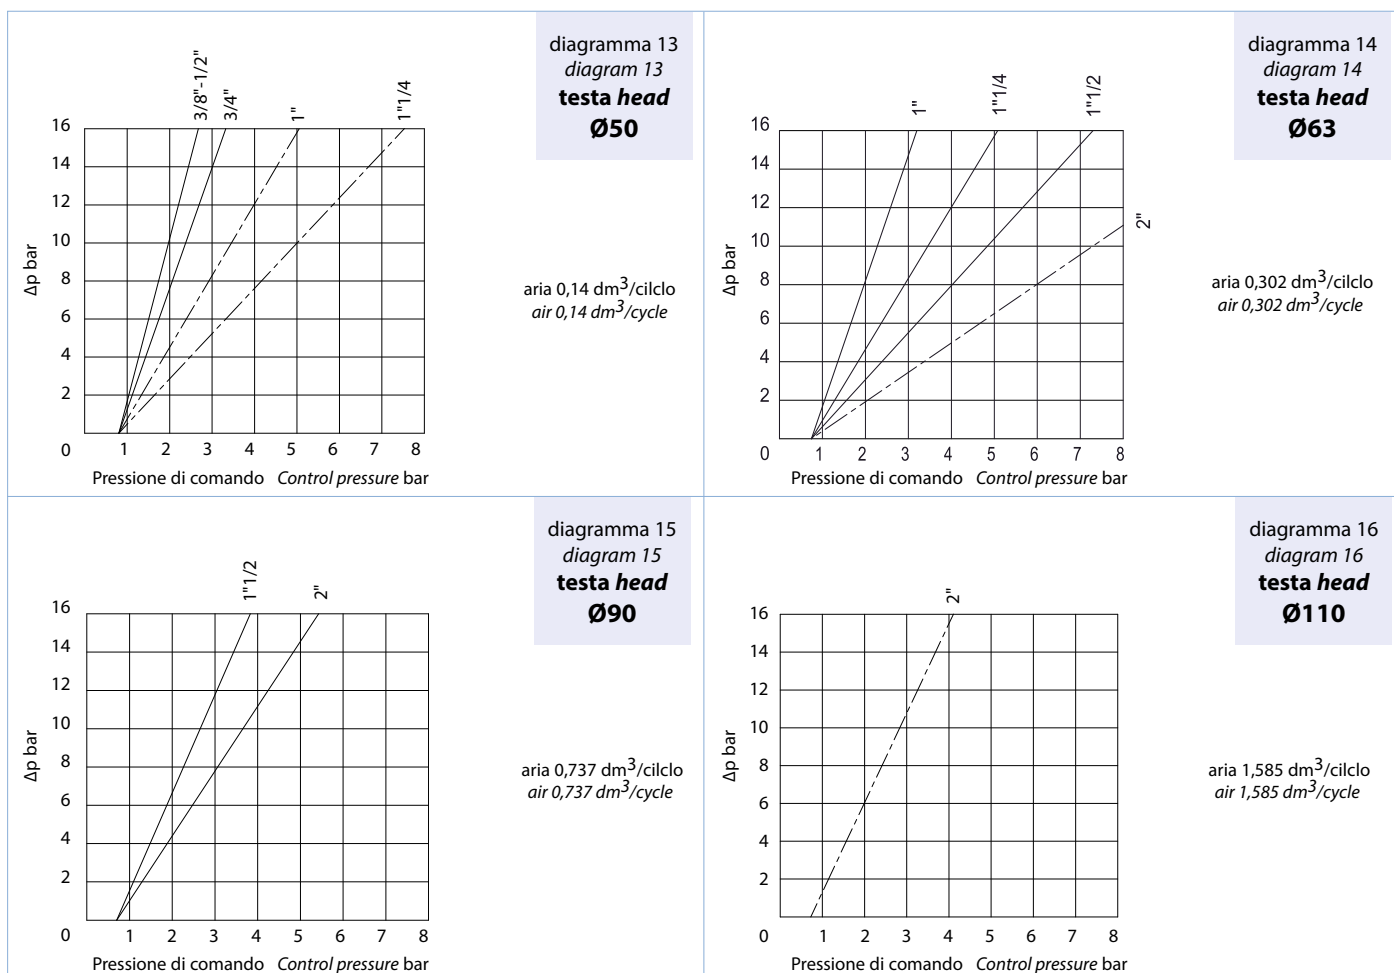 diagramma 13
diagram 13
testa head
Ø50
3/8"-1/2"
3/4"
1"
1"1/4
16
14
12
10
8
6
4
2
0
Δp bar
1 2 3 4 5 6 7 8
Pressione di comando Control pressure bar
aria 0,14 dm³/cilclo
air 0,14 dm³/cycle
diagramma 14
diagram 14
testa head
Ø63
1"
1"1/4
1"1/2
2"
16
14
12
10
8
6
4
2
0
Δp bar
1 2 3 4 5 6 7 8
Pressione di comando Control pressure bar
aria 0,302 dm³/cilclo
air 0,302 dm³/cycle
diagramma 15
diagram 15
testa head
Ø90
1"1/2
2"
16
14
12
10
8
6
4
2
0
Δp bar
1 2 3 4 5 6 7 8
Pressione di comando Control pressure bar
aria 0,737 dm³/cilclo
air 0,737 dm³/cycle
diagramma 16
diagram 16
testa head
Ø110
2"
16
14
12
10
8
6
4
2
0
Δp bar
1 2 3 4 5 6 7 8
Pressione di comando Control pressure bar
aria 1,585 dm³/cilclo
air 1,585 dm³/cycle